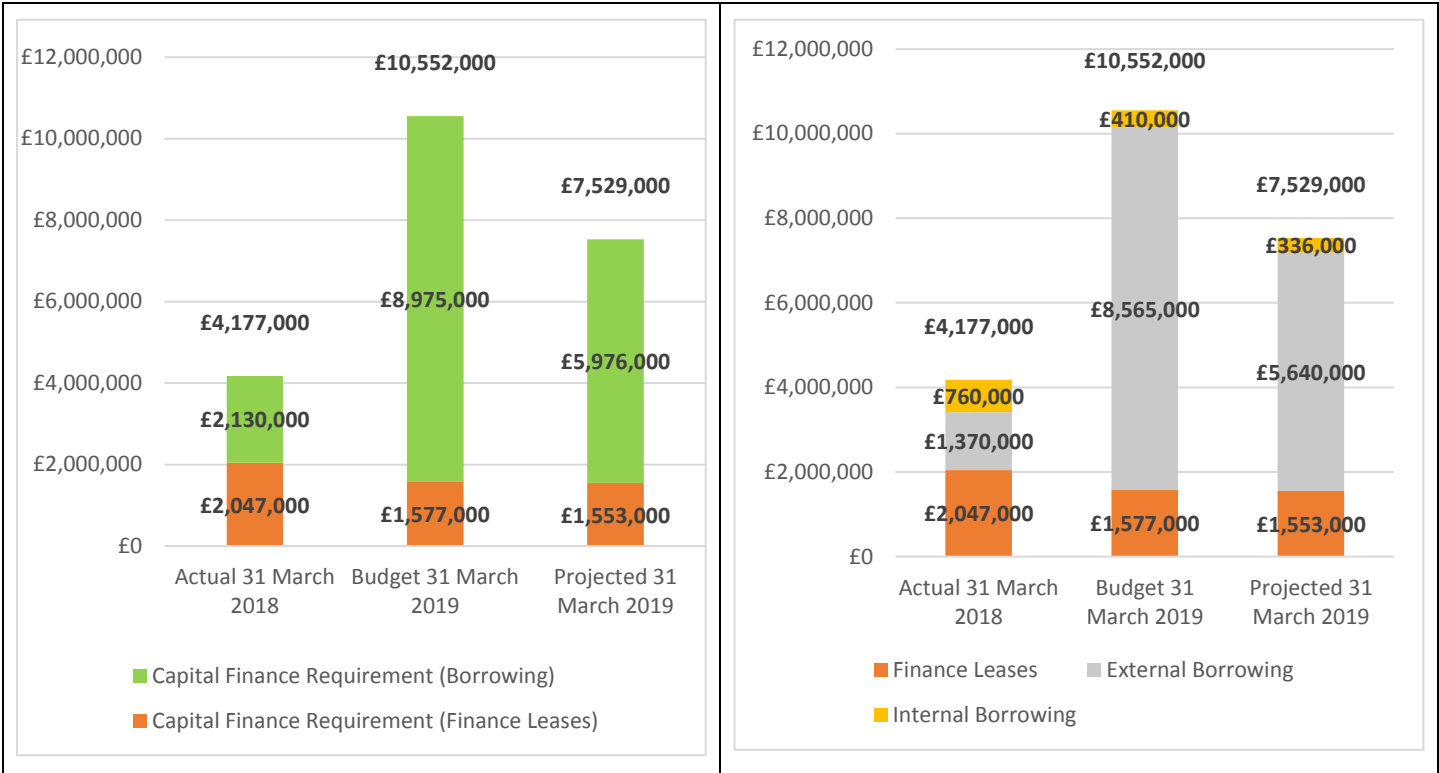 £12,000,000
£10,000,000
£8,000,000
£6,000,000
£4,000,000
£2,000,000
£0
£10,552,000
£7,529,000
£4,177,000
£8,975,000
£5,976,000
£2,130,000
£2,047,000
£1,577,000
£1,553,000
Actual 31 March
2018
Budget 31 March
2019
Projected 31
March 2019
Capital Finance Requirement (Borrowing)
Capital Finance Requirement (Finance Leases)
£12,000,000
£10,000,000
£8,000,000
£6,000,000
£4,000,000
£2,000,000
£0
£10,552,000
£410,000
£7,529,000
£336,000
£4,177,000
£8,565,000
£5,640,000
£760,000
£1,370,000
£2,047,000
£1,577,000
£1,553,000
Actual 31 March
2018
Budget 31
March 2019
Projected 31
March 2019
Finance Leases
External Borrowing
Internal Borrowing